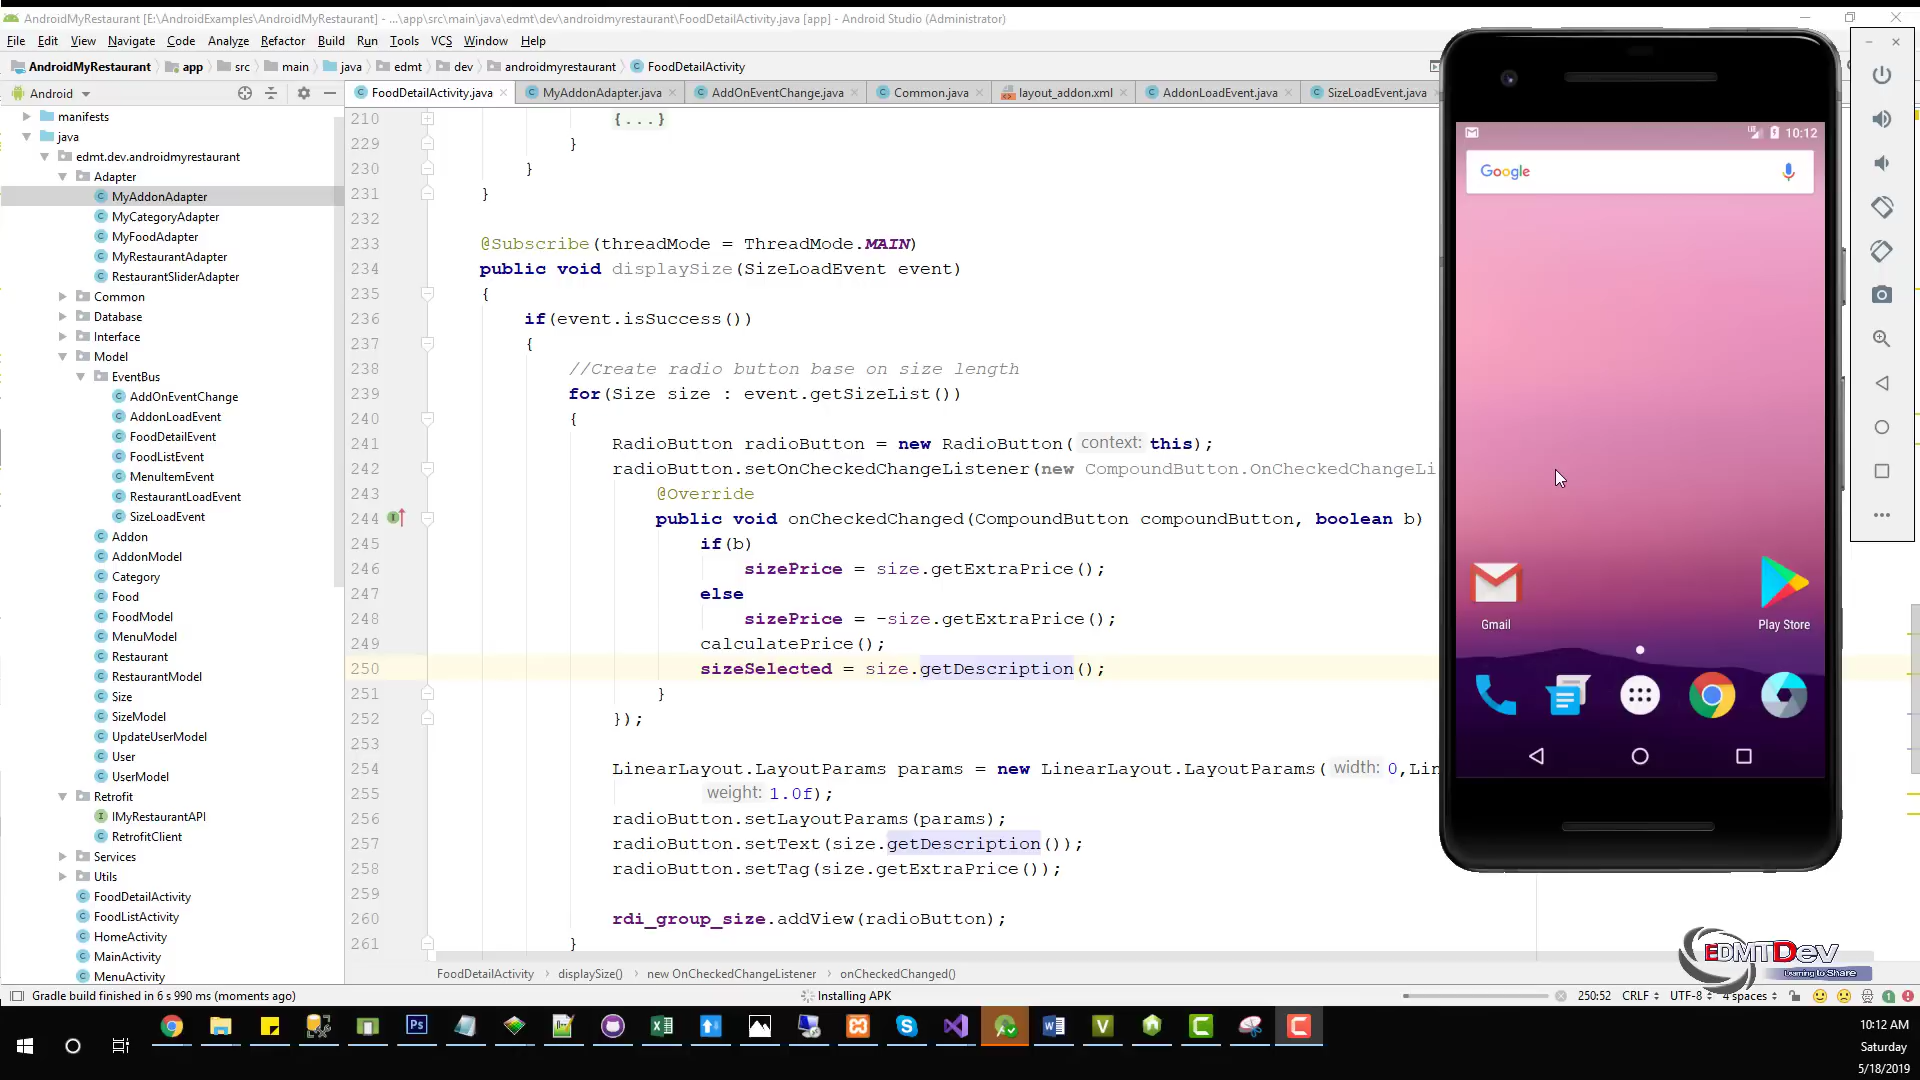 AndroidMyRestaurant [E:\AndroidExamples\AndroidMyRestaurant] - ...\app\src\main\java\edmt\dev\androidmyrestaurant\FoodDetailActivity.java [app] - Android Studio (Administrator)
File Edit View Navigate Code Analyze Refactor Build Run Tools VCS Window Help
AndroidMyRestaurant app src main java edmt dev androidmyrestaurant FoodDetailActivity
Android
FoodDetailActivity.java MyAddonAdapter.java AddOnEventChange.java Common.java layout_addon.xml AddonLoadEvent.java SizeLoadEvent.java
manifests
java
edmt.dev.androidmyrestaurant
Adapter
MyAddonAdapter
MyCategoryAdapter
MyFoodAdapter
MyRestaurantAdapter
RestaurantSliderAdapter
Common
Database
Interface
Model
EventBus
AddOnEventChange
AddonLoadEvent
FoodDetailEvent
FoodListEvent
MenuItemEvent
RestaurantLoadEvent
SizeLoadEvent
Addon
AddonModel
Category
Food
FoodModel
MenuModel
Restaurant
RestaurantModel
Size
SizeModel
UpdateUserModel
User
UserModel
Retrofit
IMyRestaurantAPI
RetrofitClient
Services
Utils
FoodDetailActivity
FoodListActivity
HomeActivity
MainActivity
MenuActivity
210 {...}
229 }
230 }
231 }
232
233 @Subscribe(threadMode = ThreadMode.MAIN)
234 public void displaySize(SizeLoadEvent event)
235 {
236 if(event.isSuccess())
237 {
238 //Create radio button base on size length
239 for(Size size : event.getSizeList())
240 {
241 RadioButton radioButton = new RadioButton( context: this);
242 radioButton.setOnCheckedChangeListener(new CompoundButton.OnCheckedChangeLi
243 @Override
244 public void onCheckedChanged(CompoundButton compoundButton, boolean b)
245 if(b)
246 sizePrice = size.getExtraPrice();
247 else
248 sizePrice = -size.getExtraPrice();
249 calculatePrice();
250 sizeSelected = size.getDescription();
251 }
252 });
253
254 LinearLayout.LayoutParams params = new LinearLayout.LayoutParams( width: 0,Lin
255 weight: 1.0f);
256 radioButton.setLayoutParams(params);
257 radioButton.setText(size.getDescription());
258 radioButton.setTag(size.getExtraPrice());
259
260 rdi_group_size.addView(radioButton);
261 }
FoodDetailActivity displaySize() new OnCheckedChangeListener onCheckedChanged()
Gradle build finished in 6 s 990 ms (moments ago) Installing APK 250:52 CRLF UTF-8 4 spaces
10:12
Google
Gmail
Play Store
EDMTDev
Learning to Share
10:12 AM
Saturday
5/18/2019